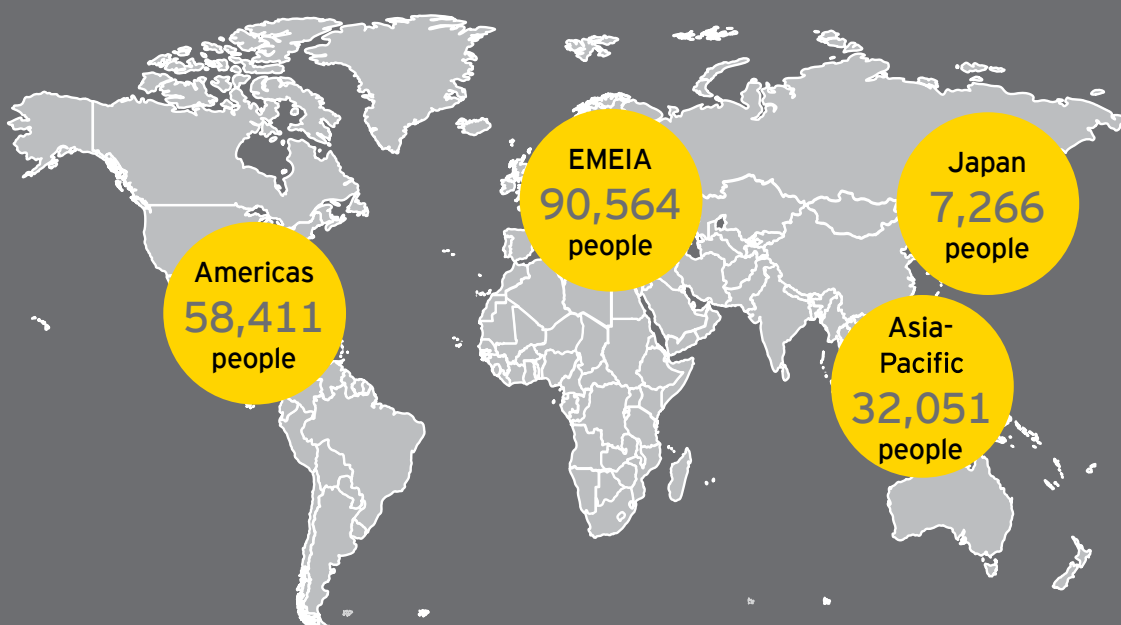 EMEIA
90,564
people
Japan
7,266
people
Americas
58,411
people
Asia-
Pacific
32,051
people